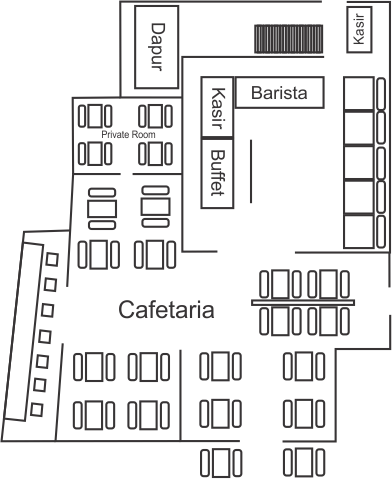 Kasir
Dapur
Kasir
Barista
Private Room
Buffet
Cafetaria